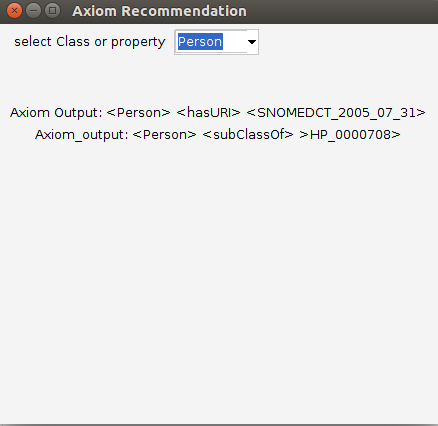 Axiom Recommendation
select Class or property Person
Axiom Output: <Person> <hasURI> <SNOMEDCT_2005_07_31>
Axiom_output: <Person> <subClassOf> >HP_0000708>